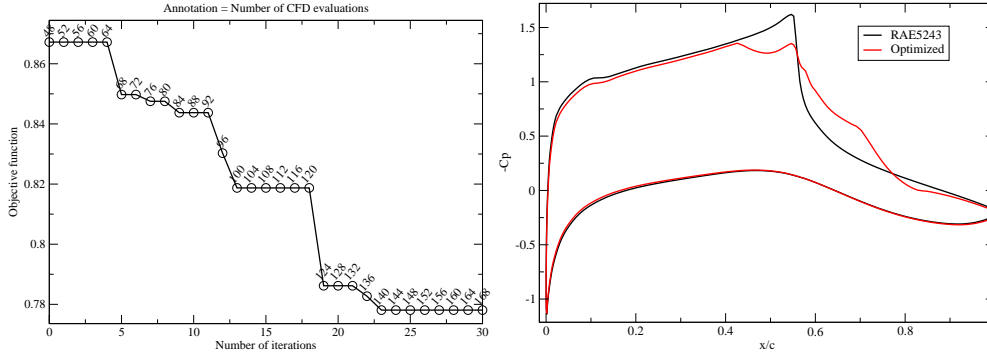 Annotation = Number of CFD evaluations
48 52 56 60 64 68 72 76 80 84 88 92 96 100 104 108 112 116 120 124 128 132 136 140 144 148 152 156 160 164 168
0.86
0.84
0.82
0.8
0.78
Objective function
0 5 10 15 20 25 30
Number of iterations
RAE5243
Optimized
1.5
1
0.5
0
-0.5
-1
-Cp
0 0.2 0.4 0.6 0.8
x/c